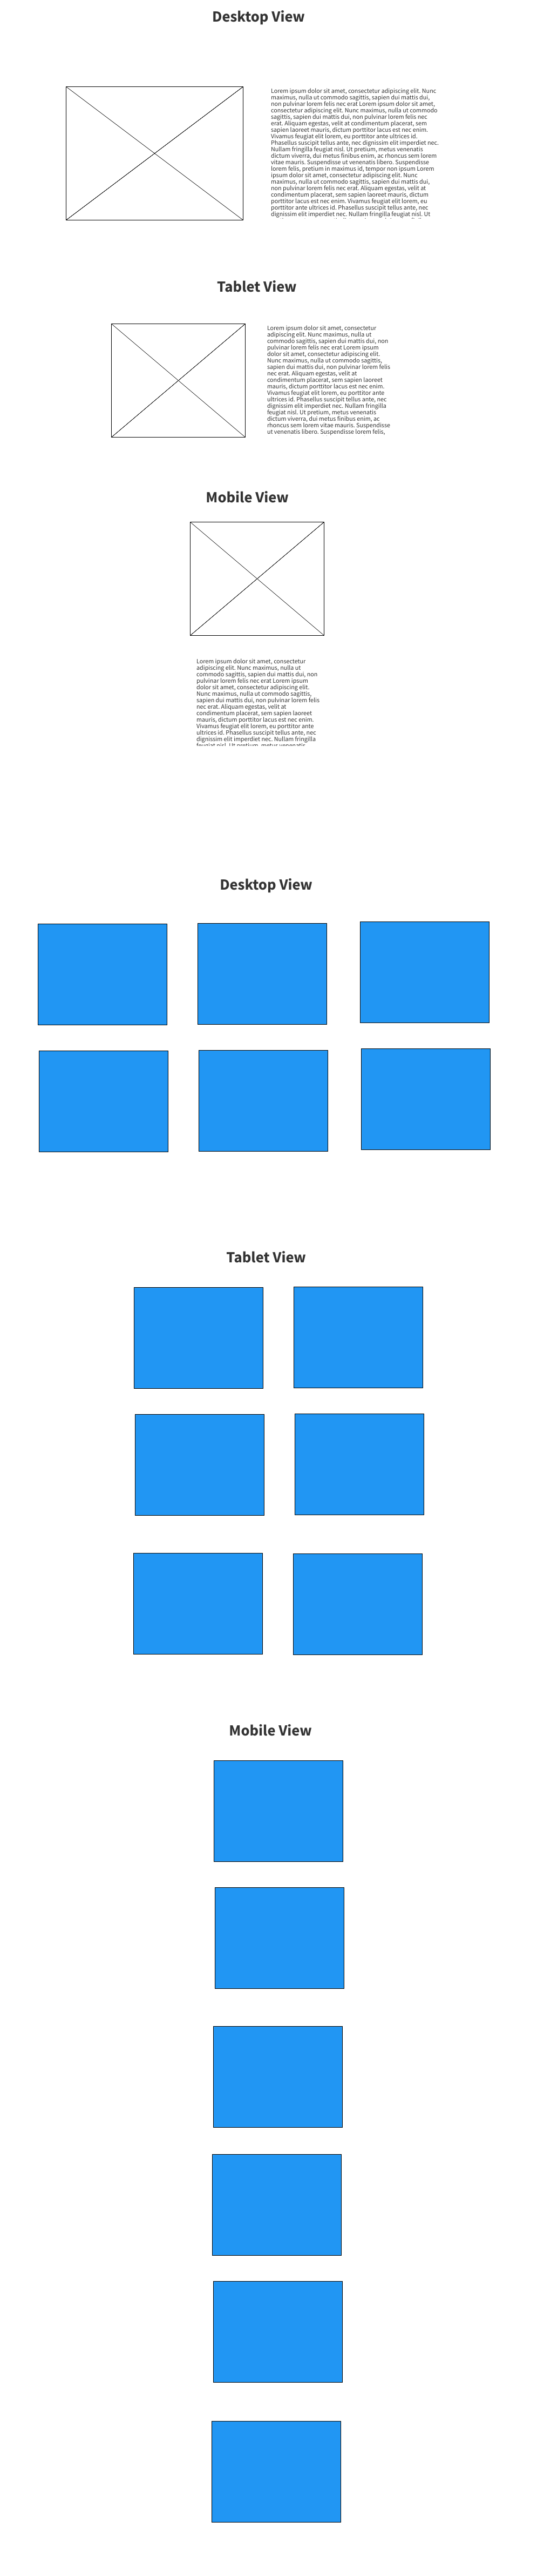 Desktop View
Lorem ipsum dolor sit amet, consectetur adipiscing elit. Nunc
maximus, nulla ut commodo sagittis, sapien dui mattis dui,
non pulvinar lorem felis nec erat Lorem ipsum dolor sit amet,
consectetur adipiscing elit. Nunc maximus, nulla ut commodo
sagittis, sapien dui mattis dui, non pulvinar lorem felis nec
erat. Aliquam egestas, velit at condimentum placerat, sem
sapien laoreet mauris, dictum porttitor lacus est nec enim.
Vivamus feugiat elit lorem, eu porttitor ante ultrices id.
Phasellus suscipit tellus ante, nec dignissim elit imperdiet nec.
Nullam fringilla feugiat nisl. Ut pretium, metus venenatis
dictum viverra, dui metus finibus enim, ac rhoncus sem lorem
vitae mauris. Suspendisse ut venenatis libero. Suspendisse
lorem felis, pretium in maximus id, tempor non ipsum Lorem
ipsum dolor sit amet, consectetur adipiscing elit. Nunc
maximus, nulla ut commodo sagittis, sapien dui mattis dui,
non pulvinar lorem felis nec erat. Aliquam egestas, velit at
condimentum placerat, sem sapien laoreet mauris, dictum
porttitor lacus est nec enim. Vivamus feugiat elit lorem, eu
porttitor ante ultrices id. Phasellus suscipit tellus ante, nec
dignissim elit imperdiet nec. Nullam fringilla feugiat nisl. Ut
Tablet View
Lorem ipsum dolor sit amet, consectetur
adipiscing elit. Nunc maximus, nulla ut
commodo sagittis, sapien dui mattis dui, non
pulvinar lorem felis nec erat Lorem ipsum
dolor sit amet, consectetur adipiscing elit.
Nunc maximus, nulla ut commodo sagittis,
sapien dui mattis dui, non pulvinar lorem felis
nec erat. Aliquam egestas, velit at
condimentum placerat, sem sapien laoreet
mauris, dictum porttitor lacus est nec enim.
Vivamus feugiat elit lorem, eu porttitor ante
ultrices id. Phasellus suscipit tellus ante, nec
dignissim elit imperdiet nec. Nullam fringilla
feugiat nisl. Ut pretium, metus venenatis
dictum viverra, dui metus finibus enim, ac
rhoncus sem lorem vitae mauris. Suspendisse
ut venenatis libero. Suspendisse lorem felis,
Mobile View
Lorem ipsum dolor sit amet, consectetur
adipiscing elit. Nunc maximus, nulla ut
commodo sagittis, sapien dui mattis dui, non
pulvinar lorem felis nec erat Lorem ipsum
dolor sit amet, consectetur adipiscing elit.
Nunc maximus, nulla ut commodo sagittis,
sapien dui mattis dui, non pulvinar lorem felis
nec erat. Aliquam egestas, velit at
condimentum placerat, sem sapien laoreet
mauris, dictum porttitor lacus est nec enim.
Vivamus feugiat elit lorem, eu porttitor ante
ultrices id. Phasellus suscipit tellus ante, nec
dignissim elit imperdiet nec. Nullam fringilla
feugiat nisl. Ut pretium, metus venenatis
Desktop View
Tablet View
Mobile View